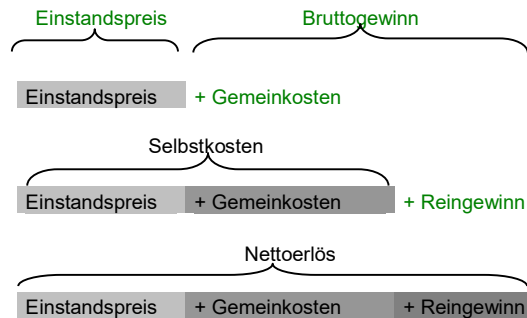 Einstandspreis Bruttogewinn
Einstandspreis + Gemeinkosten
Selbstkosten
Einstandspreis + Gemeinkosten + Reingewinn
Nettoerlös
Einstandspreis + Gemeinkosten + Reingewinn